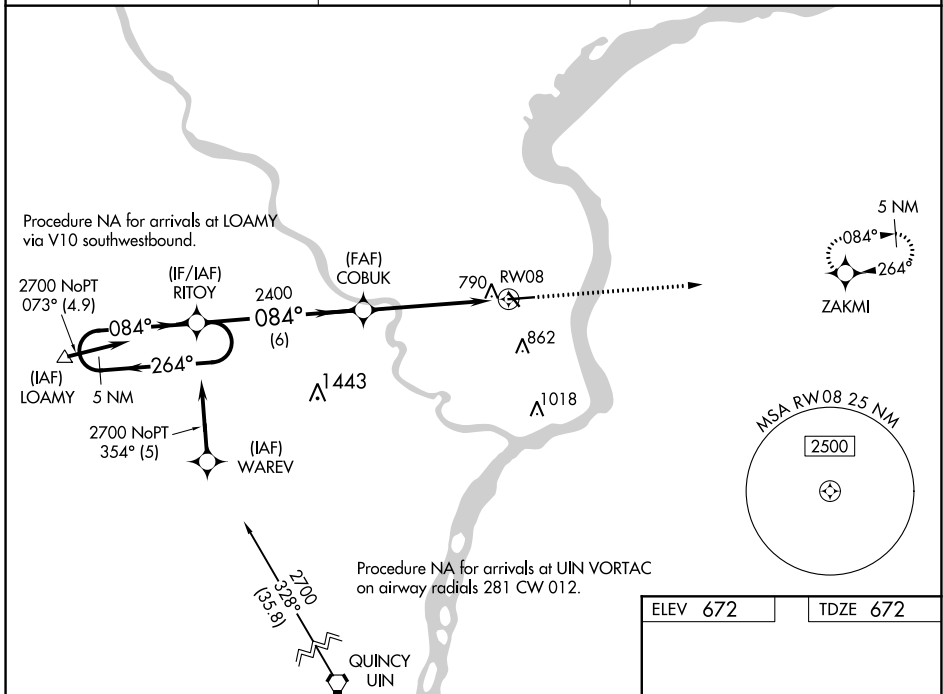 Procedure NA for arrivals at LOAMY
via V10 southwestbound.
2700 NoPT
073° (4.9)
(IF/IAF)
RITOY
2400
084°
(6)
(FAF)
COBUK
790
RW08
5 NM
084°
264°
ZAKMI
084°
264°
(IAF)
LOAMY
5 NM
862
1443
1018
2700 NoPT
354° (5)
(IAF)
WAREV
MSA RW08 25 NM
2500
Procedure NA for arrivals at UIN VORTAC
on airway radials 281 CW 012.
2700
328°
(35.8)
QUINCY
UIN
ELEV 672
TDZE 672